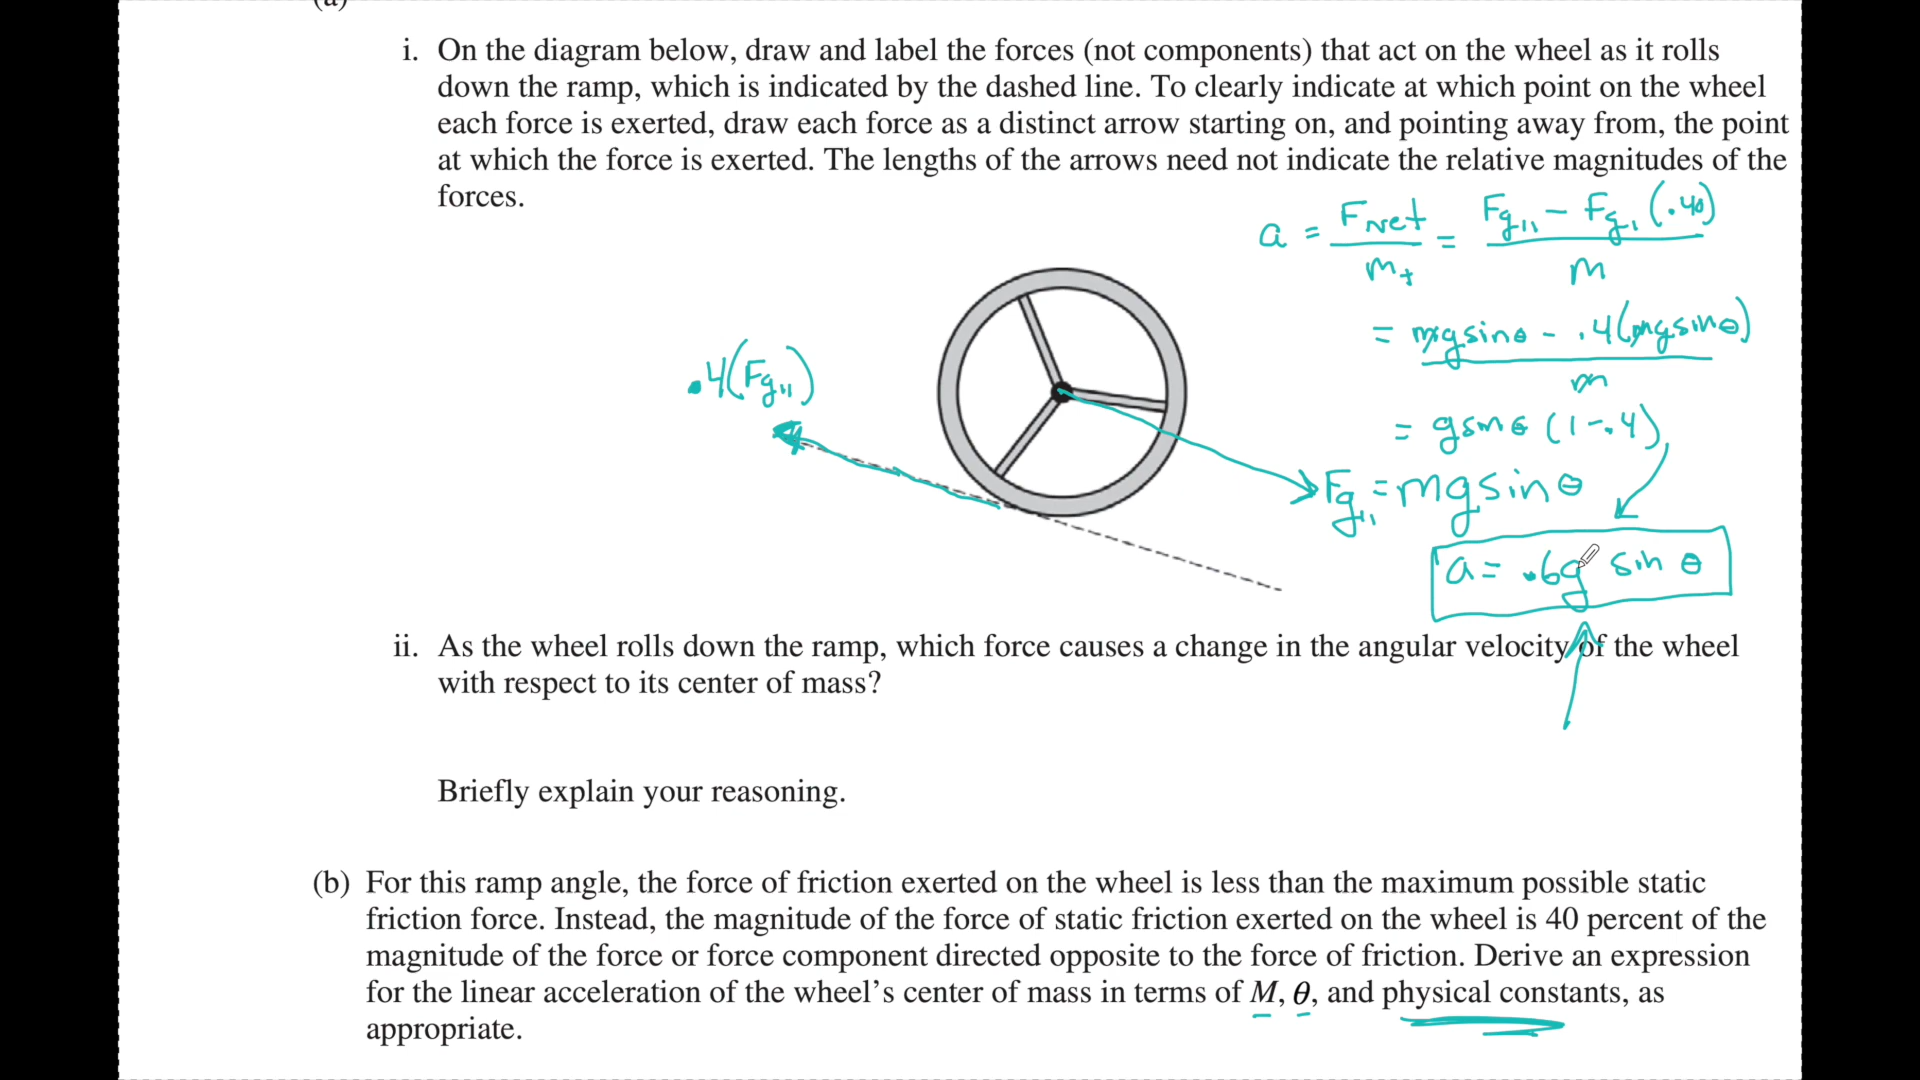 (a)
i. On the diagram below, draw and label the forces (not components) that act on the wheel as it rolls
down the ramp, which is indicated by the dashed line. To clearly indicate at which point on the wheel
each force is exerted, draw each force as a distinct arrow starting on, and pointing away from, the point
at which the force is exerted. The lengths of the arrows need not indicate the relative magnitudes of the
forces.
a = Fnet / mt = Fg11 - Fg1 (.40) / m
= mgsinθ - .4(mgsinθ) / m
.4(Fg11)
= gsinθ (1-.4)
Fg11 = mgsinθ
a = .6g sin θ
ii. As the wheel rolls down the ramp, which force causes a change in the angular velocity of the wheel
with respect to its center of mass?
Briefly explain your reasoning.
(b) For this ramp angle, the force of friction exerted on the wheel is less than the maximum possible static
friction force. Instead, the magnitude of the force of static friction exerted on the wheel is 40 percent of the
magnitude of the force or force component directed opposite to the force of friction. Derive an expression
for the linear acceleration of the wheel’s center of mass in terms of M, θ, and physical constants, as
appropriate.